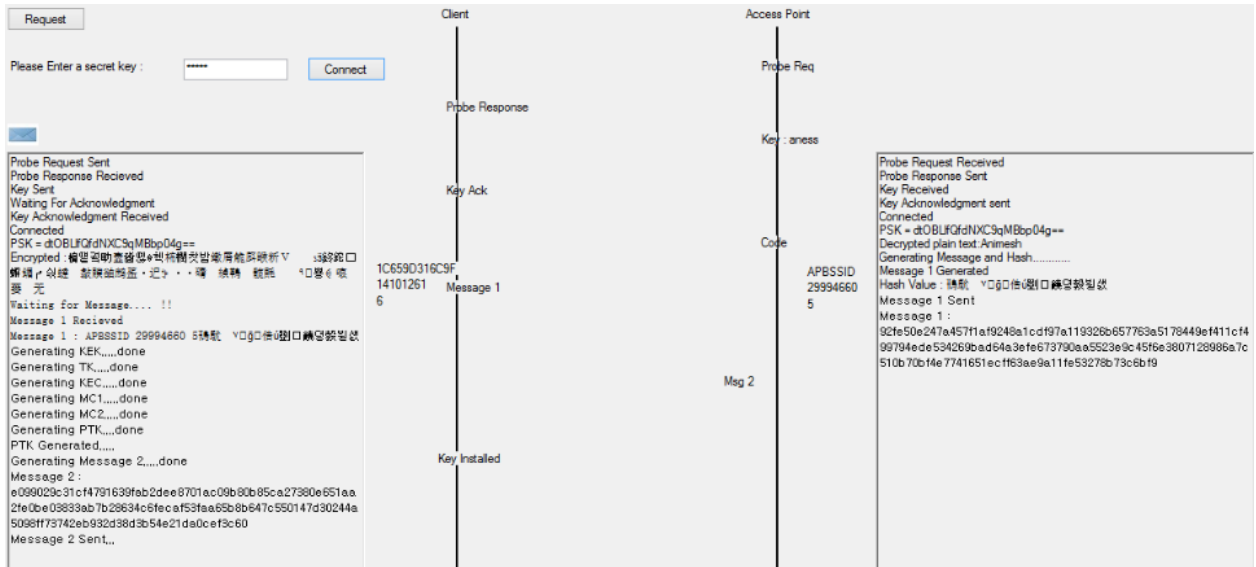 Request
Client
Access Point
Please Enter a secret key :
*****
Connect
Probe Req
Probe Response
Key : aness
Key Ack
Code
1C659D316C9F
14101261
6
Message 1
APBSSID
29994660
5
Msg 2
Key Installed
Probe Request Sent
Probe Response Recieved
Key Sent
Waiting For Acknowledgment
Key Acknowledgment Received
Connected
PSK = dtOBLlfQfdNXC9qMBbp04g==
Encrypted :
Waiting for Message.... !!
Message 1 Recieved
Message 1 : APBSSID 29994660 5
Generating KEK,,,,,done
Generating TK,,,,,done
Generating KEC,,,,,done
Generating MC1,,,,,done
Generating MC2,,,,,done
Generating PTK,,,,done
PTK Generated,,,,,
Generating Message 2,,,,,done
Message 2 :
e099029c31cf4791639fab2dee8701ac09b80b85ca27380e651aa
2fe0be03833ab7b28634c6fecaf53faa65b8b647c550147d30244a
5098ff73742eb932d38d3b54e21da0cef3c60
Message 2 Sent,,,
Probe Request Received
Probe Response Sent
Key Received
Key Acknowledgment sent
Connected
PSK = dtOBLlfQfdNXC9qMBbp04g==
Decrypted plain text:Animesh
Generating Message and Hash............
Message 1 Generated
Hash Value :
Message 1 Sent
Message 1 :
92fe50e247a457f1af9248a1cdf97a119326b657763a5178449ef411cf4
99794ede534269bad64a3efe673790aa5523e9c45f6e3807128986a7c
510b70bf4e7741651ecff63ae9a11fe53278b73c6bf9